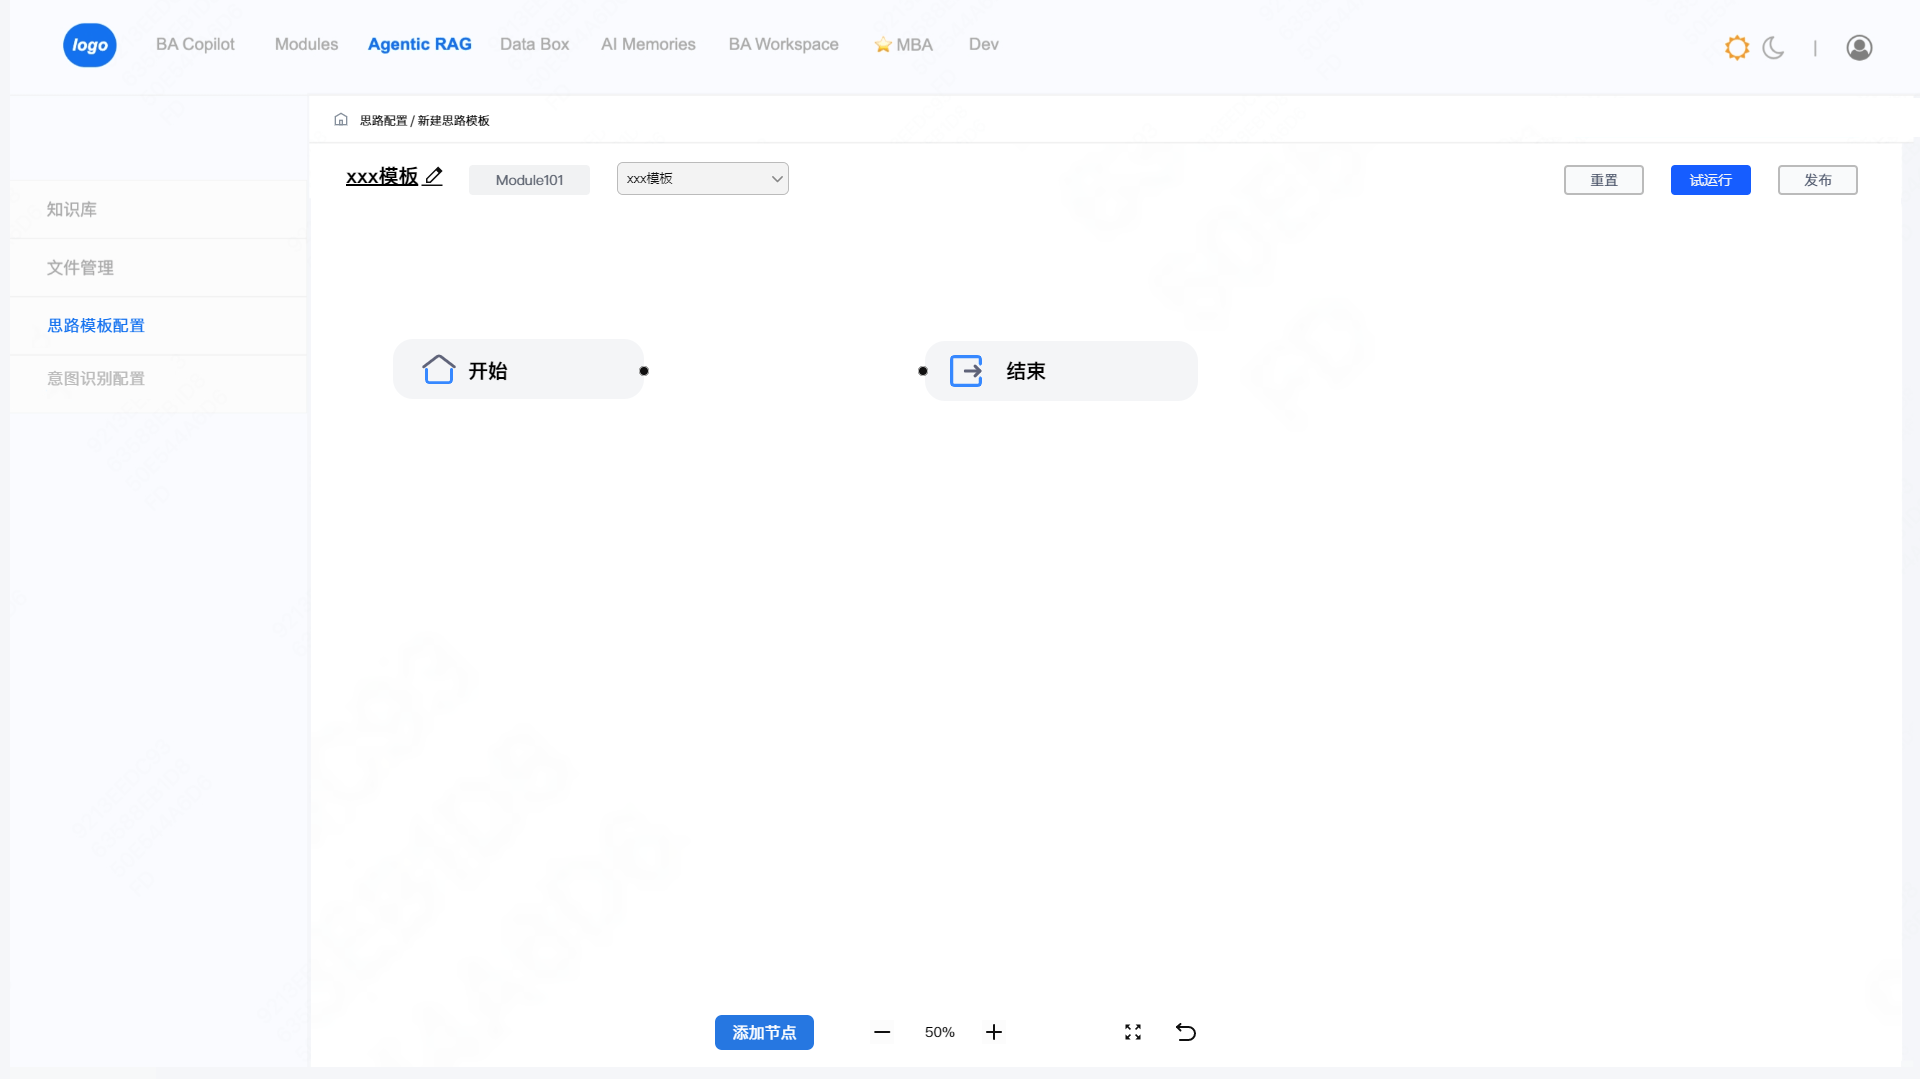 logo
BA Copilot
Modules
Agentic RAG
Data Box
AI Memories
BA Workspace
⭐ MBA
Dev
思路配置 / 新建思路模板
知识库
文件管理
思路模板配置
意图识别配置
xxx模板
Module101
xxx模板
重置
试运行
发布
开始
结束
添加节点
50%